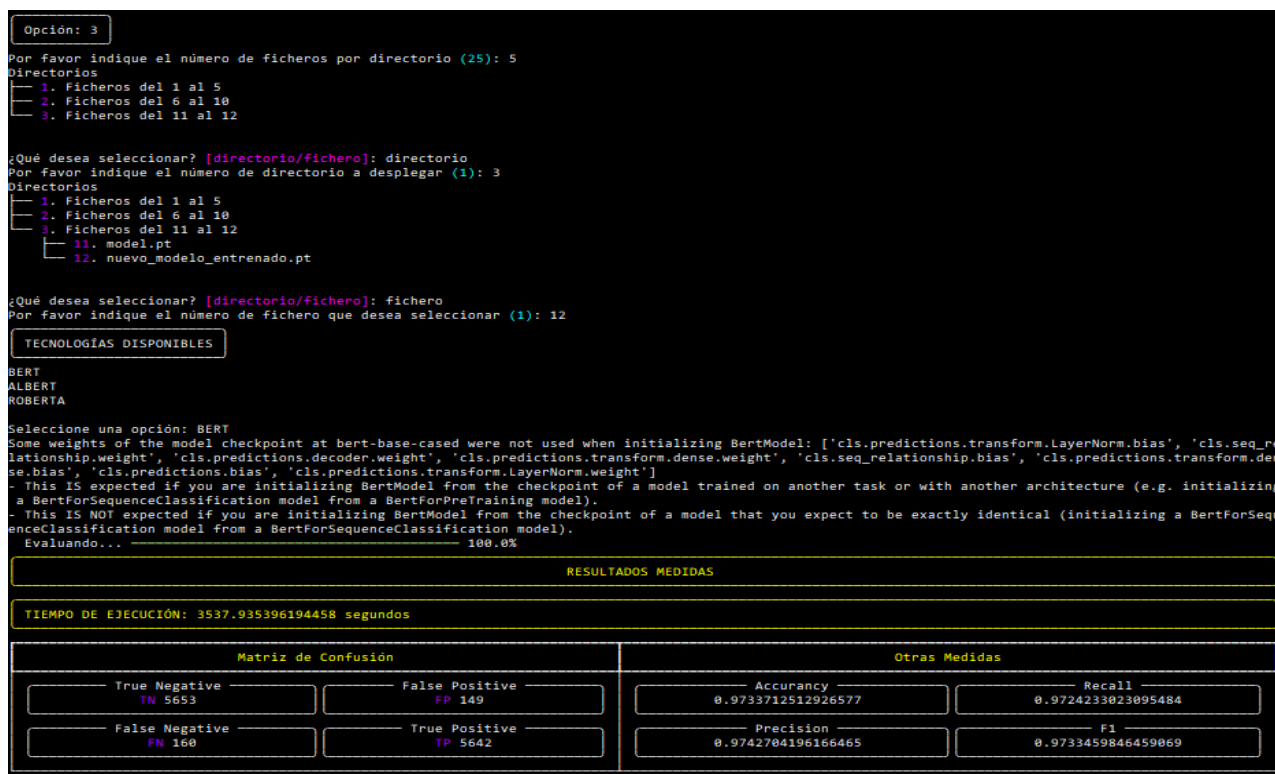 Opción: 3
Por favor indique el número de ficheros por directorio (25): 5
Directorios
├── 1. Ficheros del 1 al 5
├── 2. Ficheros del 6 al 10
└── 3. Ficheros del 11 al 12
¿Qué desea seleccionar? [directorio/fichero]: directorio
Por favor indique el número de directorio a desplegar (1): 3
Directorios
├── 1. Ficheros del 1 al 5
├── 2. Ficheros del 6 al 10
└── 3. Ficheros del 11 al 12
├── 11. model.pt
└── 12. nuevo_modelo_entrenado.pt
¿Qué desea seleccionar? [directorio/fichero]: fichero
Por favor indique el número de fichero que desea seleccionar (1): 12
TECNOLOGÍAS DISPONIBLES
BERT
ALBERT
ROBERTA
Seleccione una opción: BERT
Some weights of the model checkpoint at bert-base-cased were not used when initializing BertModel: ['cls.predictions.transform.LayerNorm.bias', 'cls.seq_re
lationship.weight', 'cls.predictions.decoder.weight', 'cls.predictions.transform.dense.weight', 'cls.seq_relationship.bias', 'cls.predictions.transform.den
se.bias', 'cls.predictions.bias', 'cls.predictions.transform.LayerNorm.weight']
- This IS expected if you are initializing BertModel from the checkpoint of a model trained on another task or with another architecture (e.g. initializing
a BertForSequenceClassification model from a BertForPreTraining model).
- This IS NOT expected if you are initializing BertModel from the checkpoint of a model that you expect to be exactly identical (initializing a BertForSequ
enceClassification model from a BertForSequenceClassification model).
Evaluando... 100.0%
RESULTADOS MEDIDAS
TIEMPO DE EJECUCIÓN: 3537.935396194458 segundos
Matriz de Confusión
True Negative
TN 5653
False Positive
FP 149
False Negative
FN 160
True Positive
TP 5642
Otras Medidas
Accurancy
0.9733712512926577
Recall
0.9724233023095484
Precision
0.9742704196166465
F1
0.9733459846459069